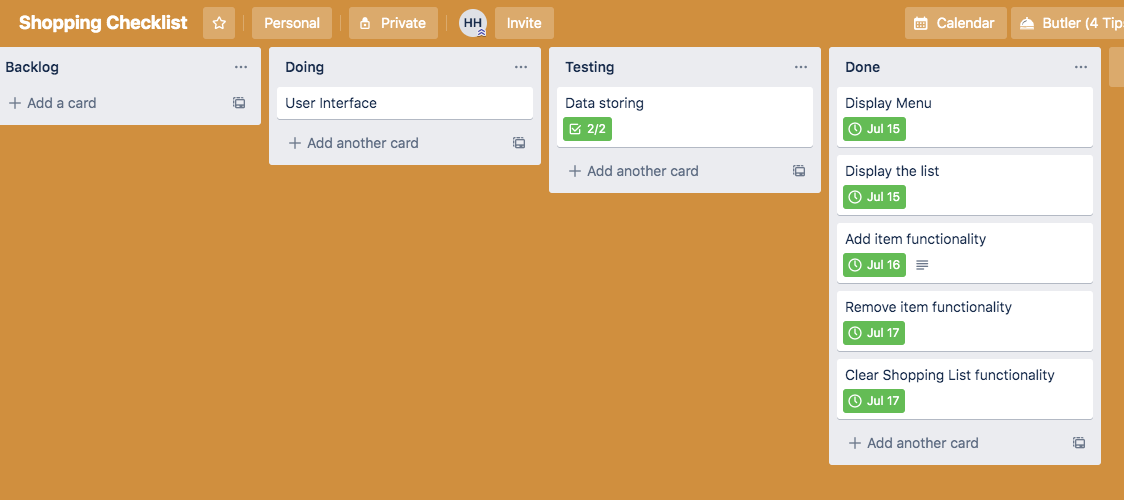 Shopping Checklist
Personal
Private
HH
Invite
Calendar
Butler (4 Tip
Backlog
+ Add a card
Doing
User Interface
+ Add another card
Testing
Data storing
2/2
+ Add another card
Done
Display Menu
Jul 15
Display the list
Jul 15
Add item functionality
Jul 16
Remove item functionality
Jul 17
Clear Shopping List functionality
Jul 17
+ Add another card